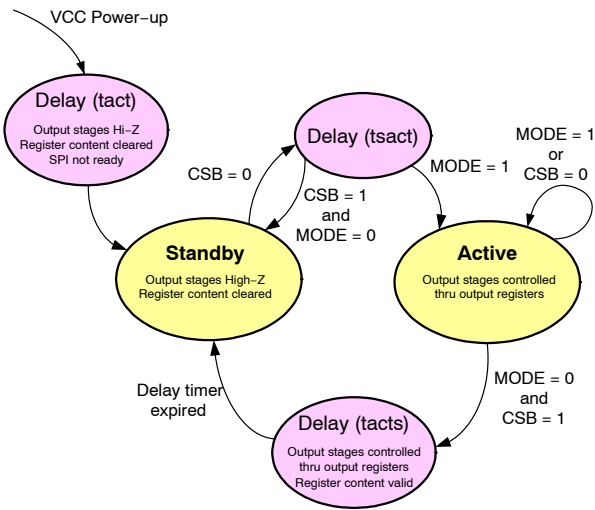 VCC Power−up
Delay (tact)
Output stages Hi−Z
Register content cleared
SPI not ready
Delay (tsact)
MODE = 1
or
CSB = 0
CSB = 0
MODE = 1
CSB = 1
and
MODE = 0
Standby
Output stages High−Z
Register content cleared
Active
Output stages controlled
thru output registers
MODE = 0
and
CSB = 1
Delay timer
expired
Delay (tacts)
Output stages controlled
thru output registers
Register content valid